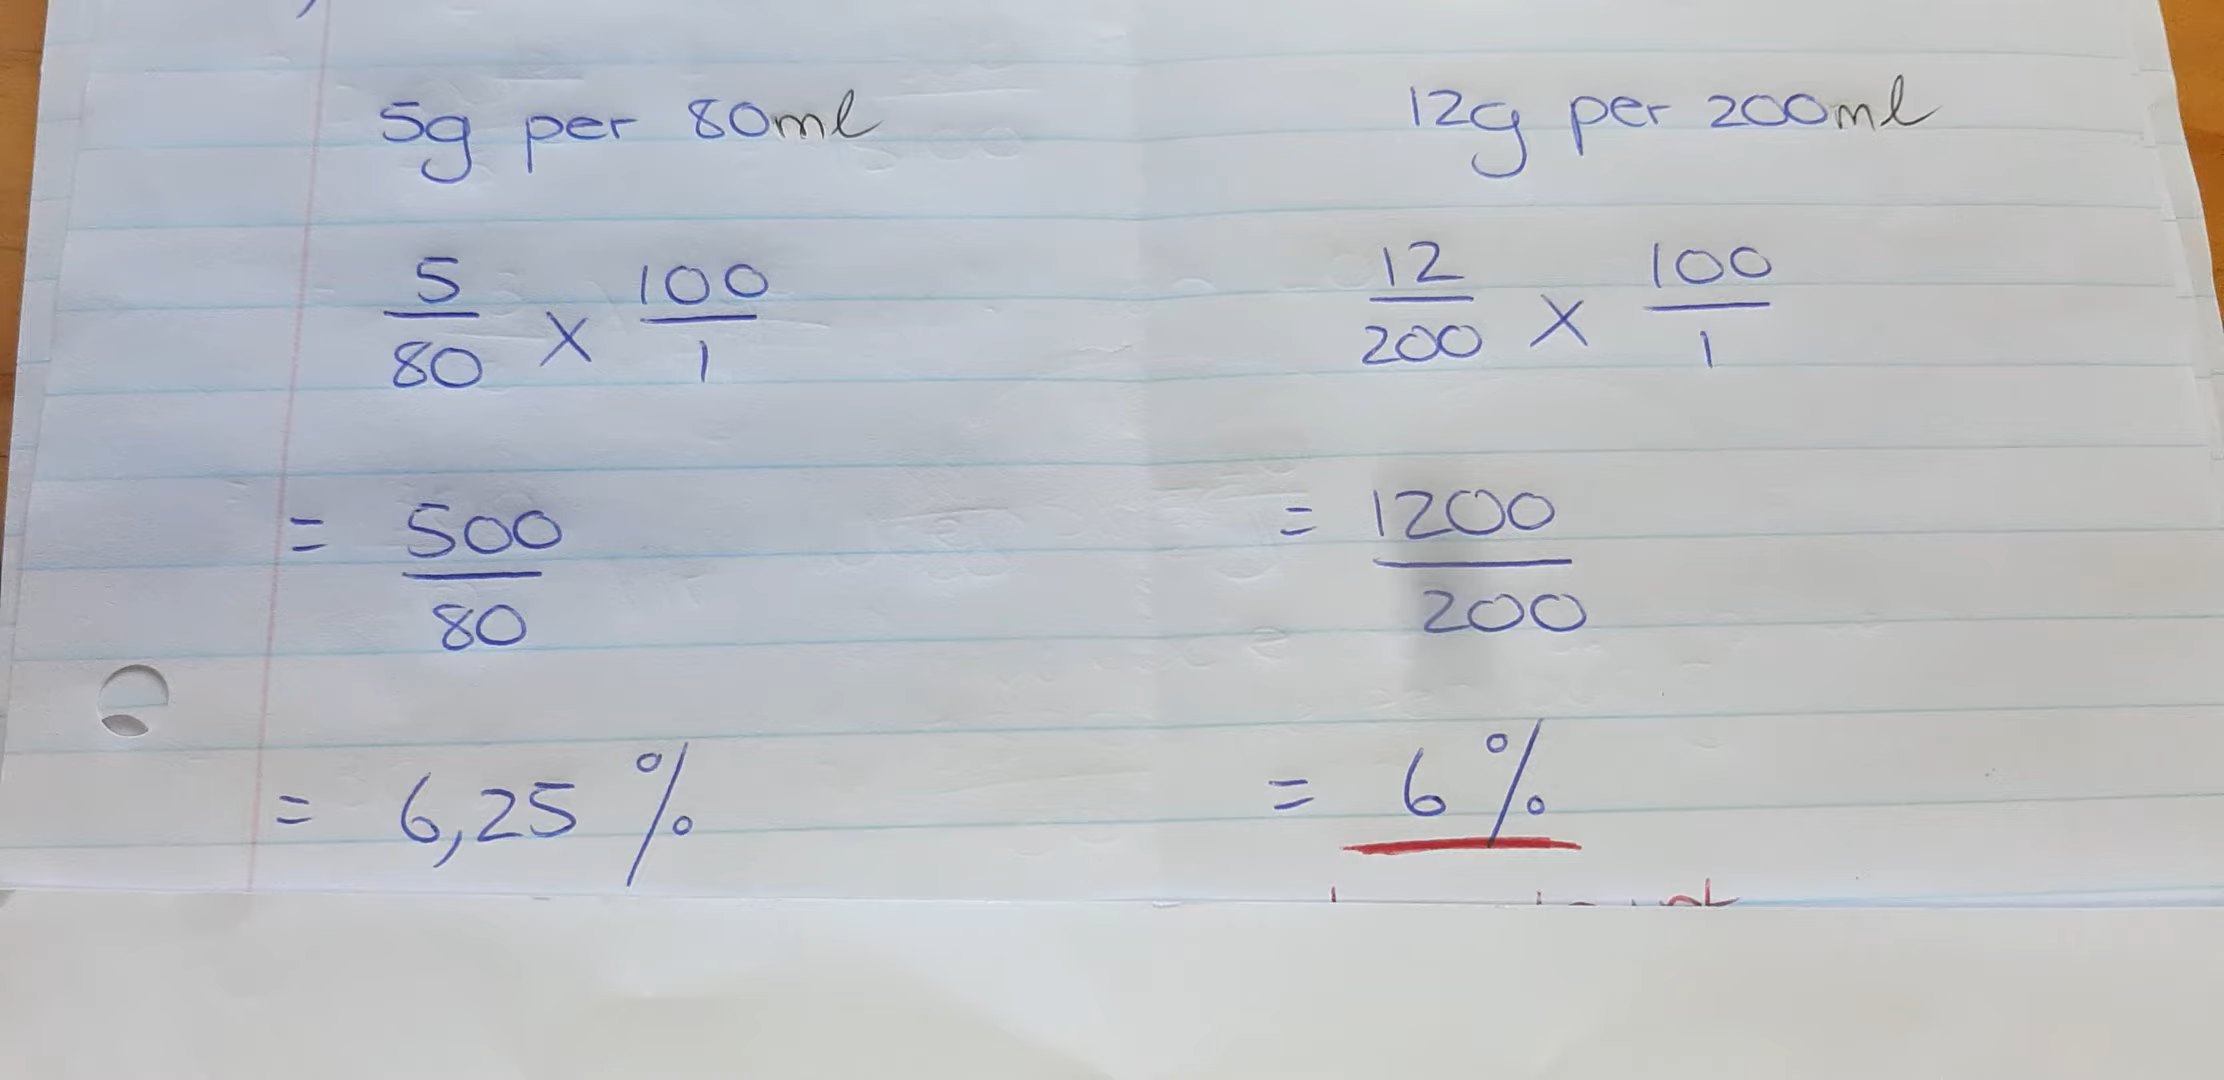 5g per 80ml
5/80 X 100/1
= 500/80
= 6,25 %
12g per 200ml
12/200 X 100/1
= 1200/200
= 6 %